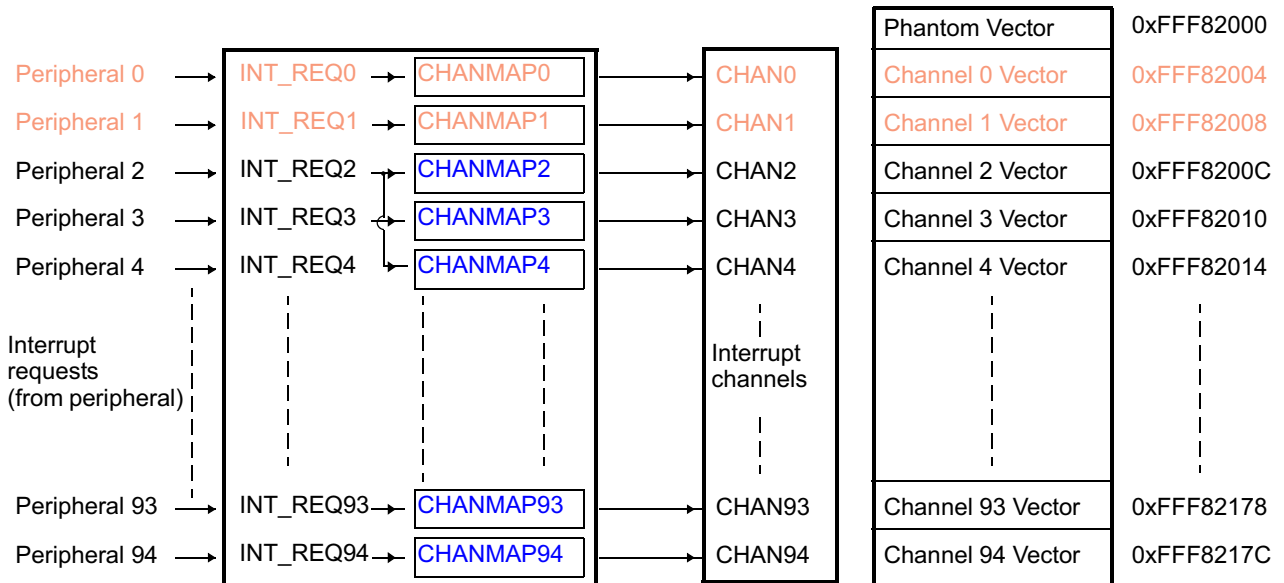 Phantom Vector 0xFFF82000
Peripheral 0 INT_REQ0 CHANMAP0 CHAN0 Channel 0 Vector 0xFFF82004
Peripheral 1 INT_REQ1 CHANMAP1 CHAN1 Channel 1 Vector 0xFFF82008
Peripheral 2 INT_REQ2 CHANMAP2 CHAN2 Channel 2 Vector 0xFFF8200C
Peripheral 3 INT_REQ3 CHANMAP3 CHAN3 Channel 3 Vector 0xFFF82010
Peripheral 4 INT_REQ4 CHANMAP4 CHAN4 Channel 4 Vector 0xFFF82014
Interrupt
requests
(from peripheral)
Interrupt
channels
Peripheral 93 INT_REQ93 CHANMAP93 CHAN93 Channel 93 Vector 0xFFF82178
Peripheral 94 INT_REQ94 CHANMAP94 CHAN94 Channel 94 Vector 0xFFF8217C